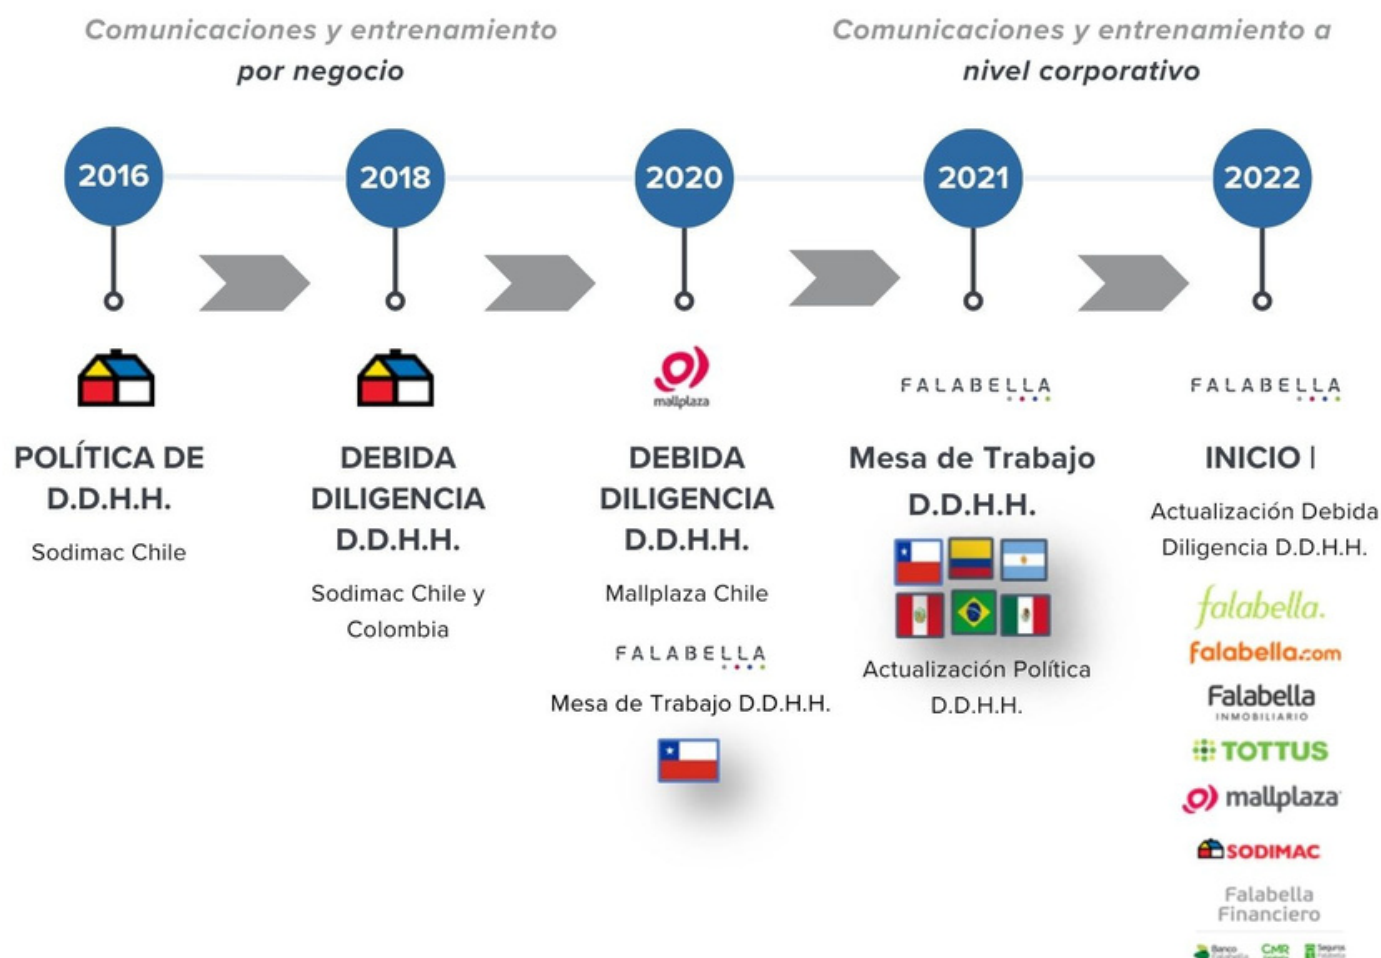 Comunicaciones y entrenamiento
por negocio
Comunicaciones y entrenamiento a
nivel corporativo
2016
2018
2020
2021
2022
POLÍTICA DE
D.D.H.H.
Sodimac Chile
DEBIDA
DILIGENCIA
D.D.H.H.
Sodimac Chile y
Colombia
mallplaza
DEBIDA
DILIGENCIA
D.D.H.H.
Mallplaza Chile
FALABELLA
Mesa de Trabajo D.D.H.H.
FALABELLA
Mesa de Trabajo
D.D.H.H.
Actualización Política
D.D.H.H.
FALABELLA
INICIO |
Actualización Debida
Diligencia D.D.H.H.
falabella.
falabella.com
Falabella
INMOBILIARIO
TOTTUS
mallplaza
SODIMAC
Falabella
Financiero
Banco CMR Seguros